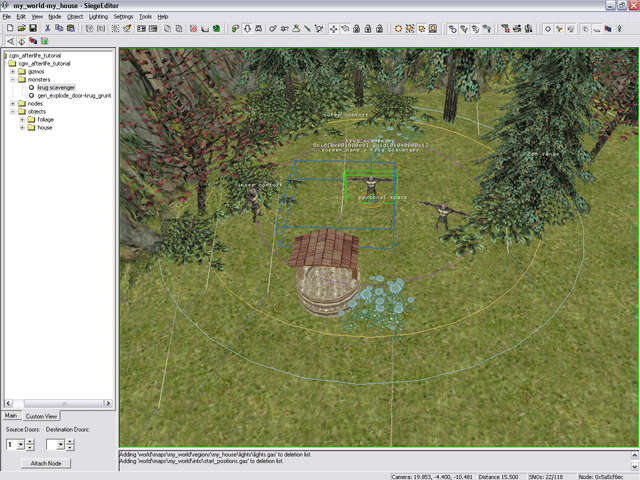 my_world-my_house - SiegeEditor
File Edit View Node Object Lighting Settings Tools Help
cgm_afterlife_tutorial
cgm_afterlife_tutorial
gizmos
monsters
krug scavenger
gen_explode_door-krug_grunt
nodes
objects
foliage
house
outer comfort
krug_scavenger
screen_name = Krug Scavenger
inner comfort
personal space
Main Custom View
Source Doors: Destination Doors:
1
Attach Node
Adding 'world\maps\my_world\regions\my_house\lights\lights.gas' to deletion list.
Adding 'world\maps\my_world\info\start_positions.gas' to deletion list.
Camera: 19.853, -4.400, -10.481 Distance 15.500 SNOs: 22/118 Node: 0x5a5cf8ec